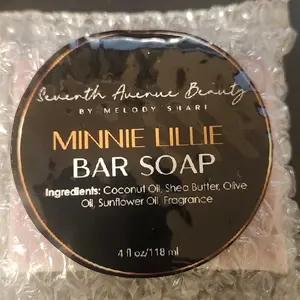 Seventh Avenue Beauty
BY MELODY SHARI
MINNIE LILLIE
BAR SOAP
Ingredients: Coconut Oil, Shea Butter, Olive
Oil, Sunflower Oil, Fragrance
4 fl oz/118 ml